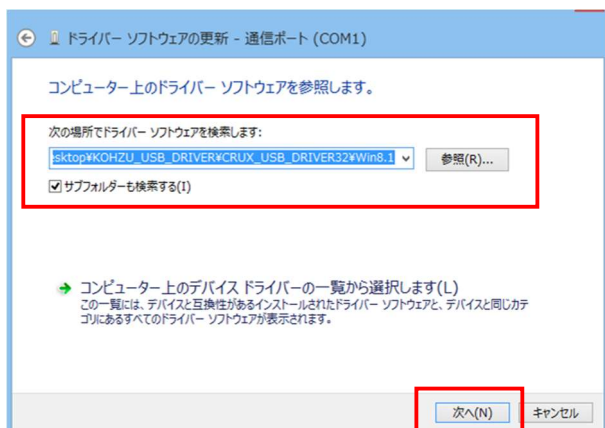 ドライバー ソフトウェアの更新 - 通信ポート (COM1)
コンピューター上のドライバー ソフトウェアを参照します。
次の場所でドライバー ソフトウェアを検索します:
esktop¥KOHZU_USB_DRIVER¥CRUX_USB_DRIVER32¥Win8.1
参照(R)...
サブフォルダーも検索する(I)
コンピューター上のデバイス ドライバーの一覧から選択します(L)
この一覧には、デバイスと互換性があるインストールされたドライバー ソフトウェアと、デバイスと同じカテ
ゴリにあるすべてのドライバー ソフトウェアが表示されます。
次へ(N)
キャンセル